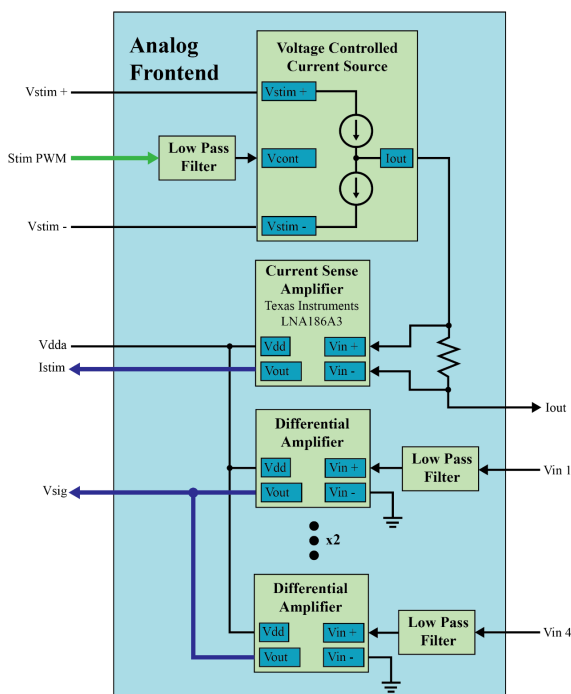 Analog
Frontend
Voltage Controlled
Current Source
Vstim +
Vstim +
Stim PWM
Low Pass
Filter
Vcont
Iout
Vstim -
Vstim -
Current Sense
Amplifier
Texas Instruments
LNA186A3
Vdda
Vdd
Vin +
Istim
Vout
Vin -
Iout
Differential
Amplifier
Vdd
Vin +
Low Pass
Filter
Vin 1
Vsig
Vout
Vin -
x2
Differential
Amplifier
Vdd
Vin +
Low Pass
Filter
Vin 4
Vout
Vin -